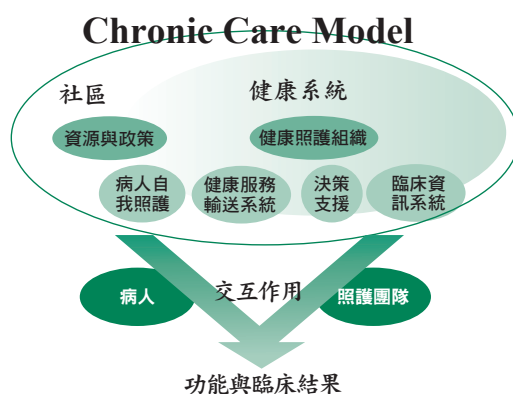 Chronic Care Model
社區
健康系統
資源與政策
健康照護組織
病人自
我照護
健康服務
輸送系統
決策
支援
臨床資
訊系統
病人
交互作用
照護團隊
功能與臨床結果